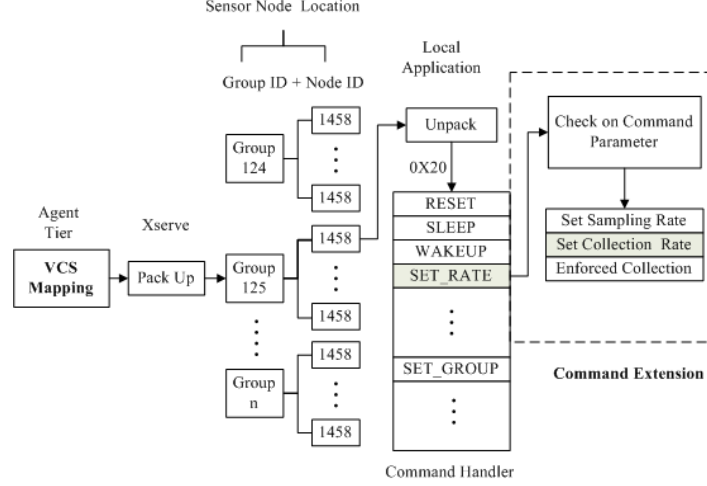 Sensor Node Location
Group ID + Node ID
Local
Application
1458
Group
124
1458
Unpack
0X20
Check on Command
Parameter
Agent
Tier
Xserve
VCS
Mapping
Pack Up
Group
125
1458
1458
Group
n
1458
1458
RESET
SLEEP
WAKEUP
SET_RATE
SET_GROUP
Command Handler
Set Sampling Rate
Set Collection Rate
Enforced Collection
Command Extension